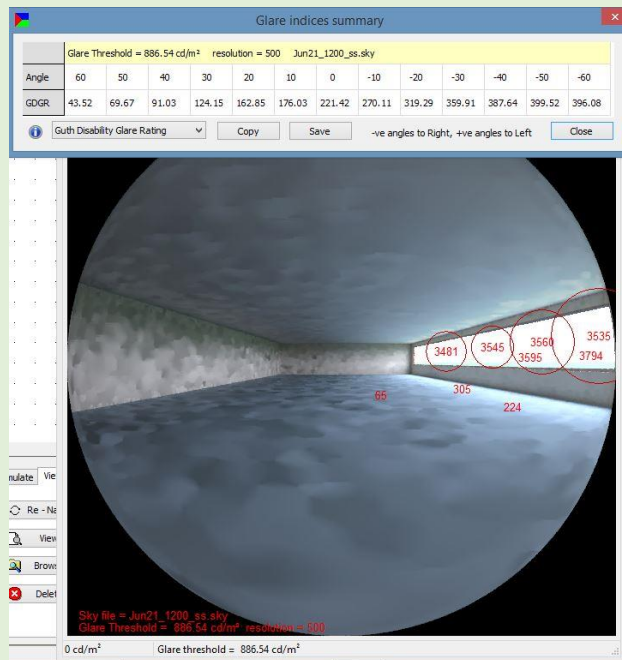 Glare indices summary
Glare Threshold = 886.54 cd/m² resolution = 500 Jun21_1200_ss.sky
Angle 60 50 40 30 20 10 0 -10 -20 -30 -40 -50 -60
GDGR 43.52 69.67 91.03 124.15 162.85 176.03 221.42 270.11 319.29 359.91 387.64 399.52 396.08
Guth Disability Glare Rating Copy Save -ve angles to Right, +ve angles to Left Close
3535
3560
3545
3481
3595 3794
305
65
224
mulate Vie
Re - Na
View
Brows
Delet
Sky file = Jun21_1200_ss.sky
Glare Threshold = 886.54 cd/m² resolution = 500
0 cd/m² Glare threshold = 886.54 cd/m²